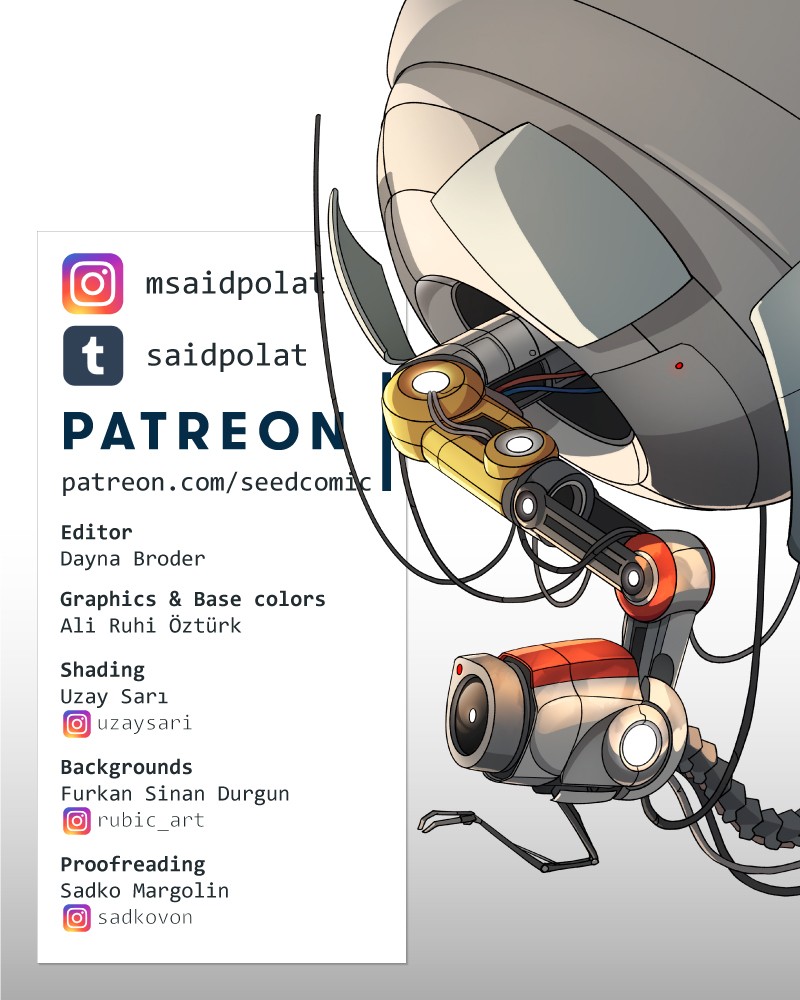 msaidpolat
saidpolat
PATREON
patreon.com/seedcomic
Editor
Dayna Broder
Graphics & Base colors
Ali Ruhi Öztürk
Shading
Uzay Sarı
uzaysari
Backgrounds
Furkan Sinan Durgun
rubic_art
Proofreading
Sadko Margolin
sadkovon